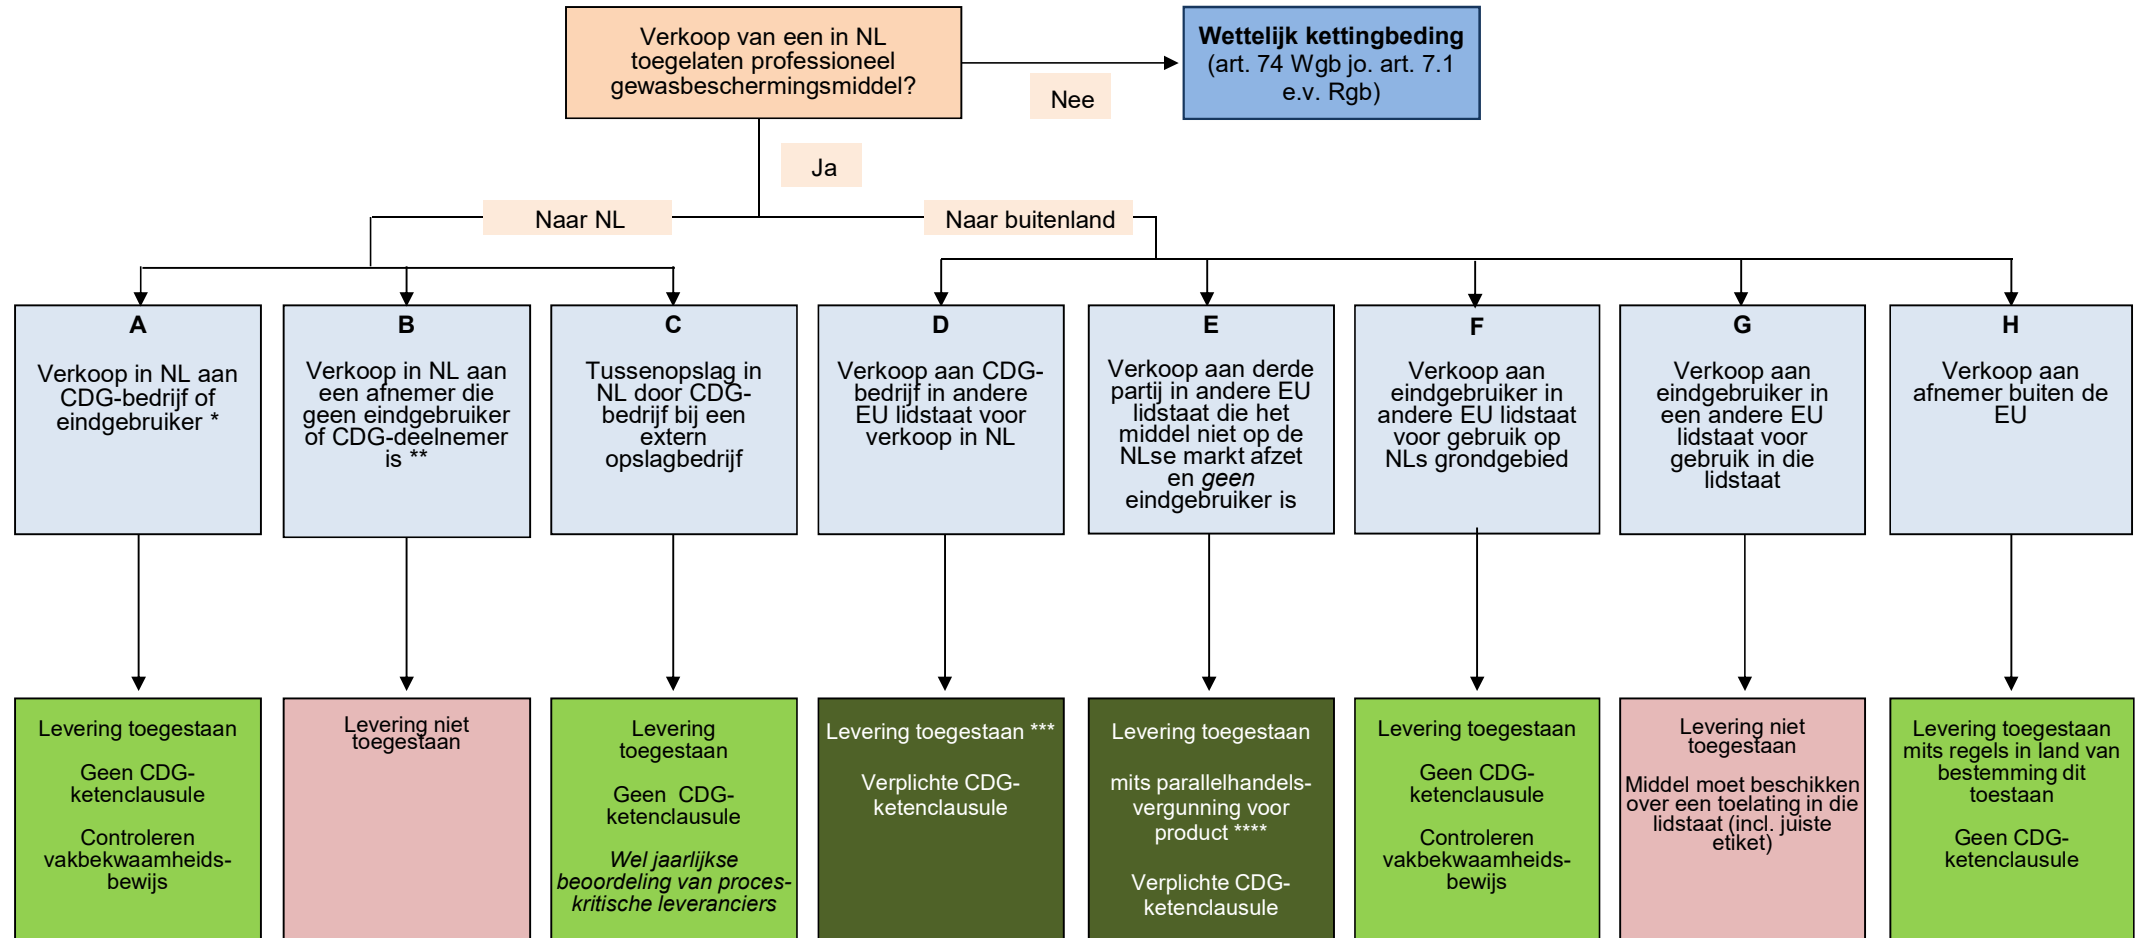 Verkoop van een in NL
toegelaten professioneel
gewasbeschermingsmiddel?
Wettelijk kettingbeding
(art. 74 Wgb jo. art. 7.1
e.v. Rgb)
Nee
Ja
Naar NL
Naar buitenland
A
Verkoop in NL aan
CDG-bedrijf of
eindgebruiker *
B
Verkoop in NL aan
een afnemer die
geen eindgebruiker
of CDG-deelnemer
is **
C
Tussenopslag in
NL door CDG-
bedrijf bij een
extern
opslagbedrijf
D
Verkoop aan CDG-
bedrijf in andere
EU lidstaat voor
verkoop in NL
E
Verkoop aan derde
partij in andere EU
lidstaat die het
middel niet op de
NLse markt afzet
en geen
eindgebruiker is
F
Verkoop aan
eindgebruiker in
andere EU lidstaat
voor gebruik op
NLs grondgebied
G
Verkoop aan
eindgebruiker in
een andere EU
lidstaat voor
gebruik in die
lidstaat
H
Verkoop aan
afnemer buiten de
EU
Levering toegestaan
Geen CDG-
ketenclausule
Controleren
vakbekwaamheids-
bewijs
Levering niet
toegestaan
Levering
toegestaan
Geen CDG-
ketenclausule
Wel jaarlijkse
beoordeling van proces-
kritische leveranciers
Levering toegestaan ***
Verplichte CDG-
ketenclausule
Levering toegestaan
mits parallelhandels-
vergunning voor
product ****
Verplichte CDG-
ketenclausule
Levering toegestaan
Geen CDG-
ketenclausule
Controleren
vakbekwaamheids-
bewijs
Levering niet
toegestaan
Middel moet beschikken
over een toelating in die
lidstaat (incl. juiste
etiket)
Levering toegestaan
mits regels in land van
bestemming dit
toestaan
Geen CDG-
ketenclausule